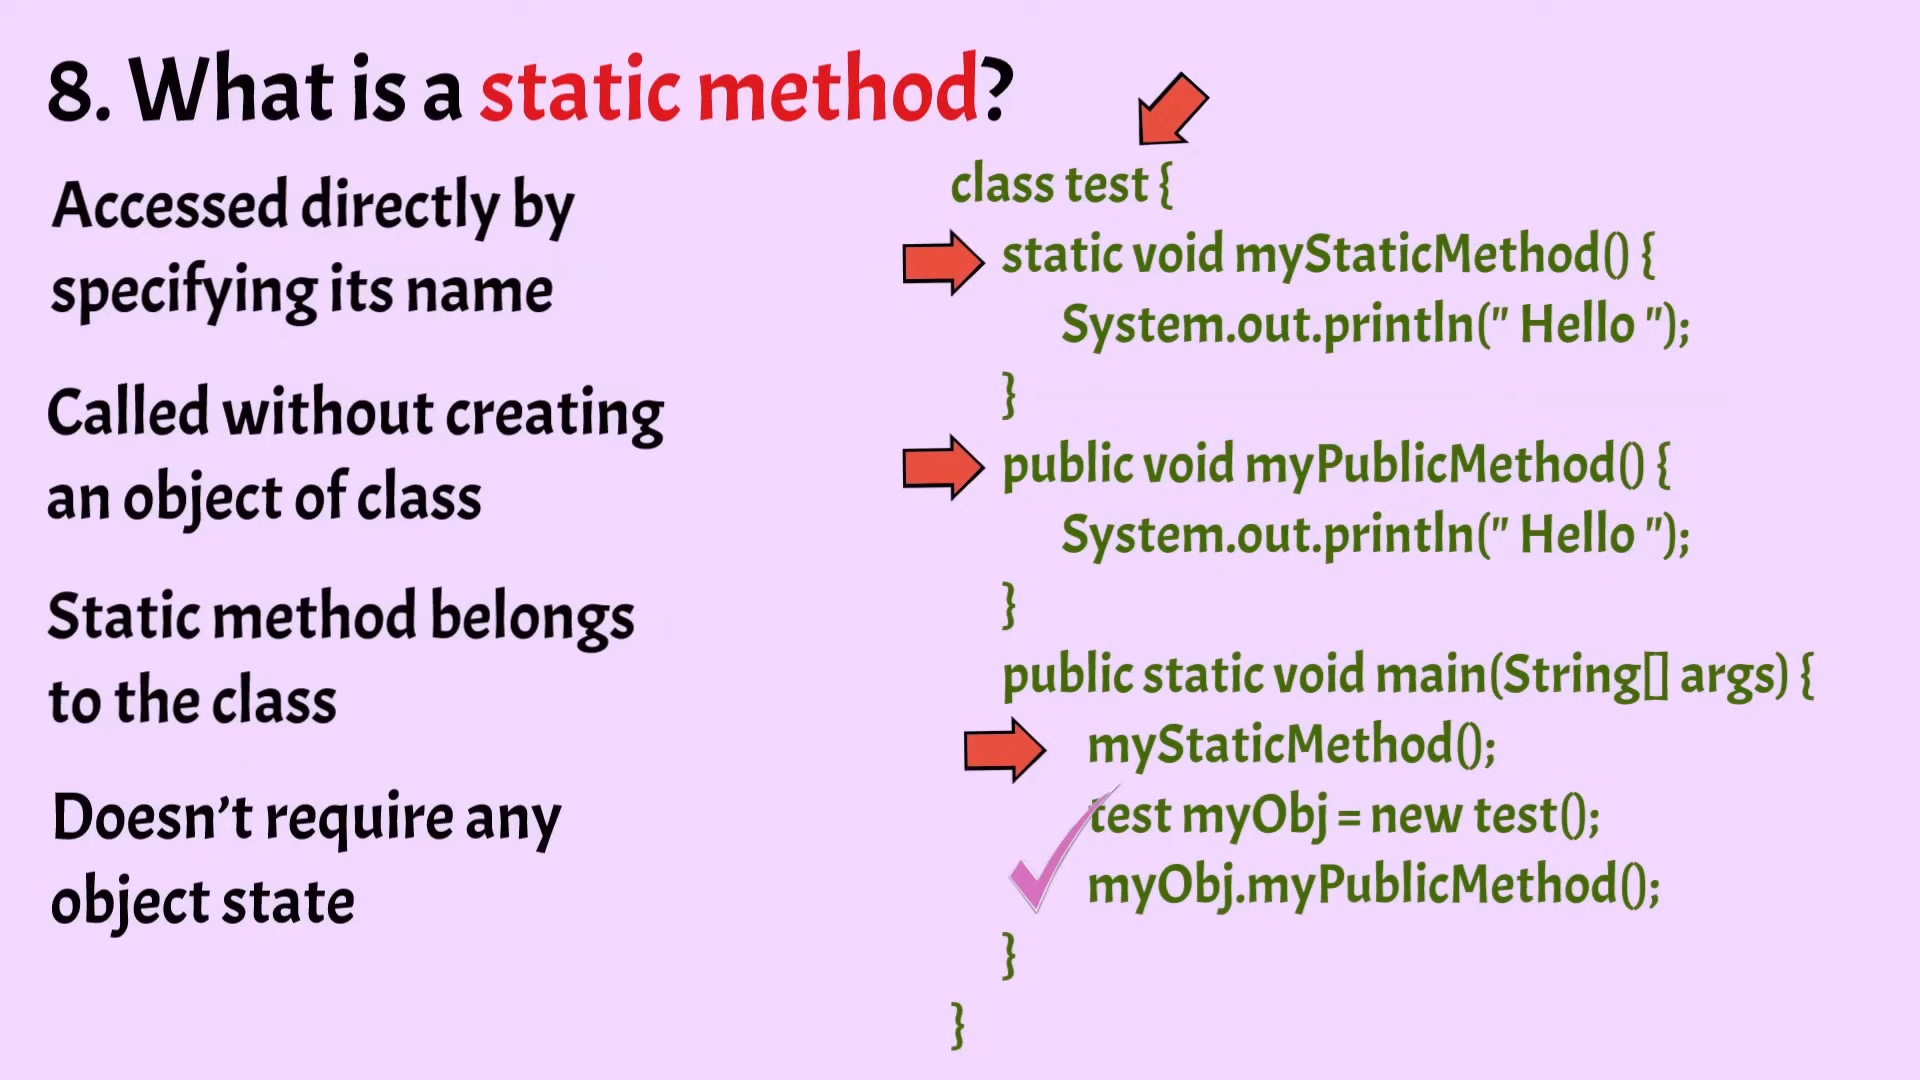 8. What is a static method?
Accessed directly by
specifying its name
Called without creating
an object of class
Static method belongs
to the class
Doesn’t require any
object state
class test {
static void myStaticMethod() {
System.out.println(" Hello ");
}
public void myPublicMethod() {
System.out.println(" Hello ");
}
public static void main(String[] args) {
myStaticMethod();
test myObj = new test();
myObj.myPublicMethod();
}
}